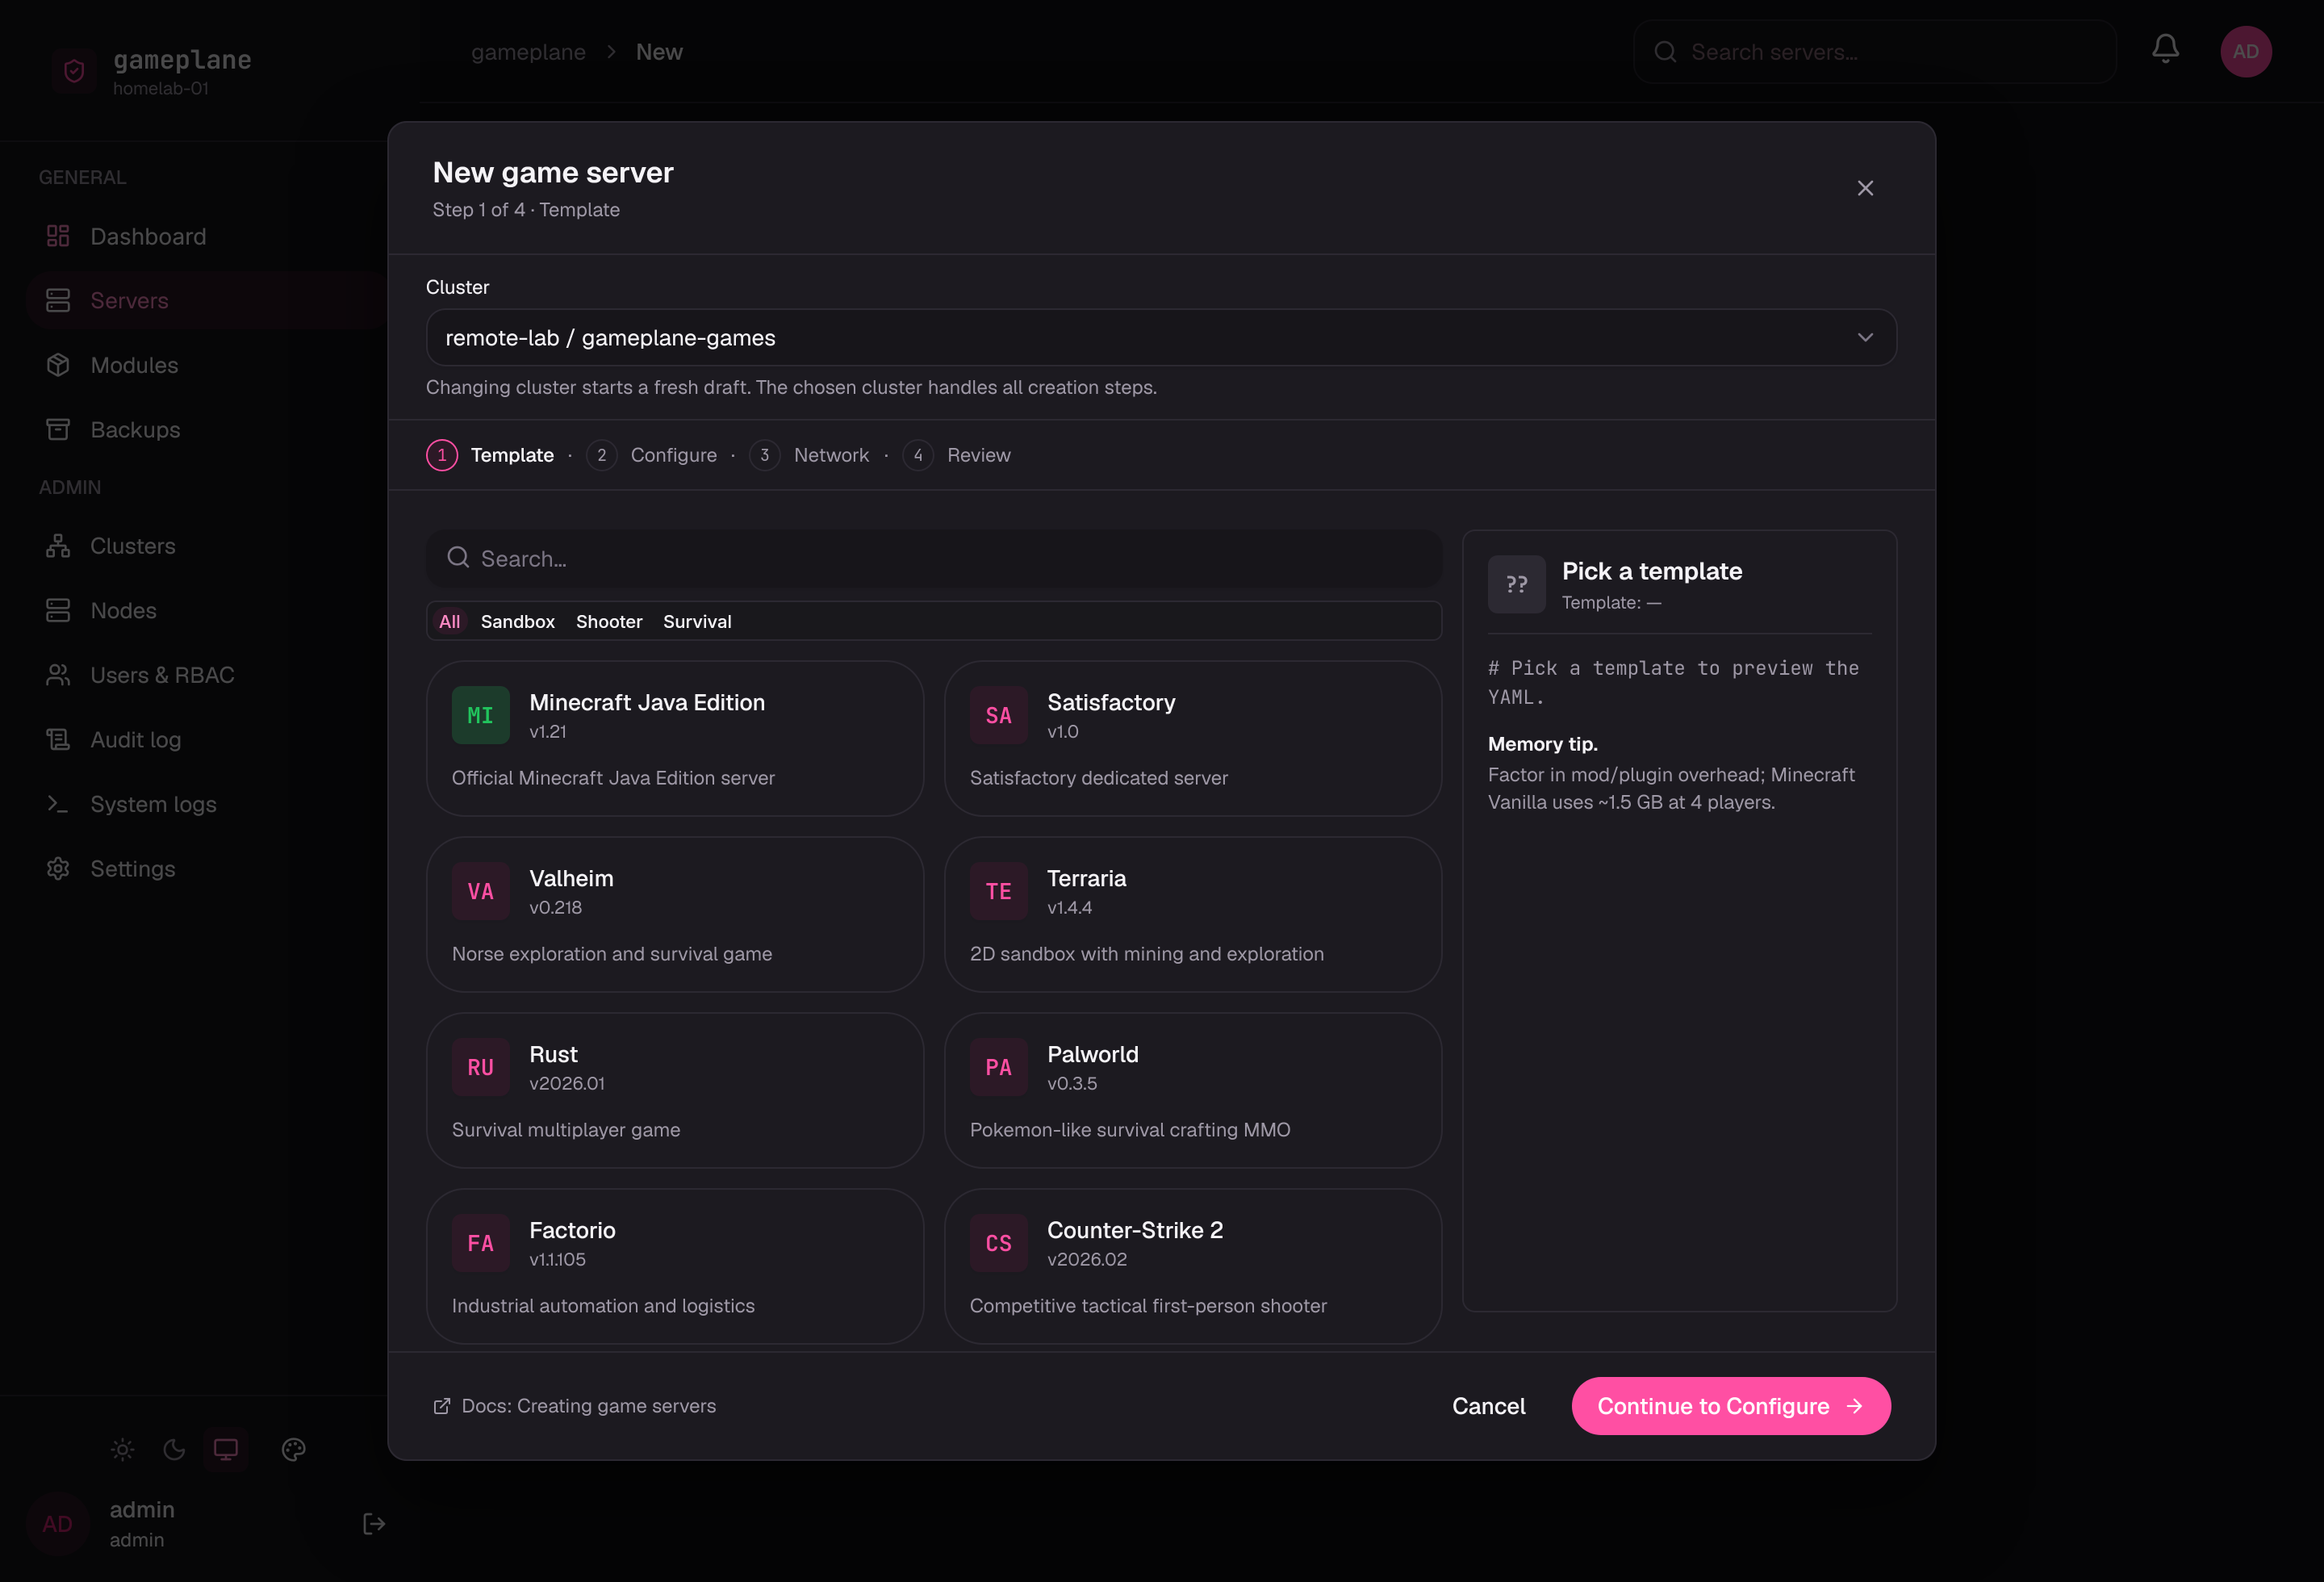 gameplane
homelab-01
GENERAL
Dashboard
Servers
Modules
Backups
ADMIN
Clusters
Nodes
Users & RBAC
Audit log
System logs
Settings
AD
admin
admin
gameplane > New
Search servers...
AD
New game server
Step 1 of 4 · Template
Cluster
remote-lab / gameplane-games
Changing cluster starts a fresh draft. The chosen cluster handles all creation steps.
1 Template · 2 Configure · 3 Network · 4 Review
Search...
All Sandbox Shooter Survival
MI
Minecraft Java Edition
v1.21
Official Minecraft Java Edition server
SA
Satisfactory
v1.0
Satisfactory dedicated server
VA
Valheim
v0.218
Norse exploration and survival game
TE
Terraria
v1.4.4
2D sandbox with mining and exploration
RU
Rust
v2026.01
Survival multiplayer game
PA
Palworld
v0.3.5
Pokemon-like survival crafting MMO
FA
Factorio
v1.1.105
Industrial automation and logistics
CS
Counter-Strike 2
v2026.02
Competitive tactical first-person shooter
??
Pick a template
Template: —
# Pick a template to preview the
YAML.
Memory tip.
Factor in mod/plugin overhead; Minecraft
Vanilla uses ~1.5 GB at 4 players.
Docs: Creating game servers
Cancel
Continue to Configure →